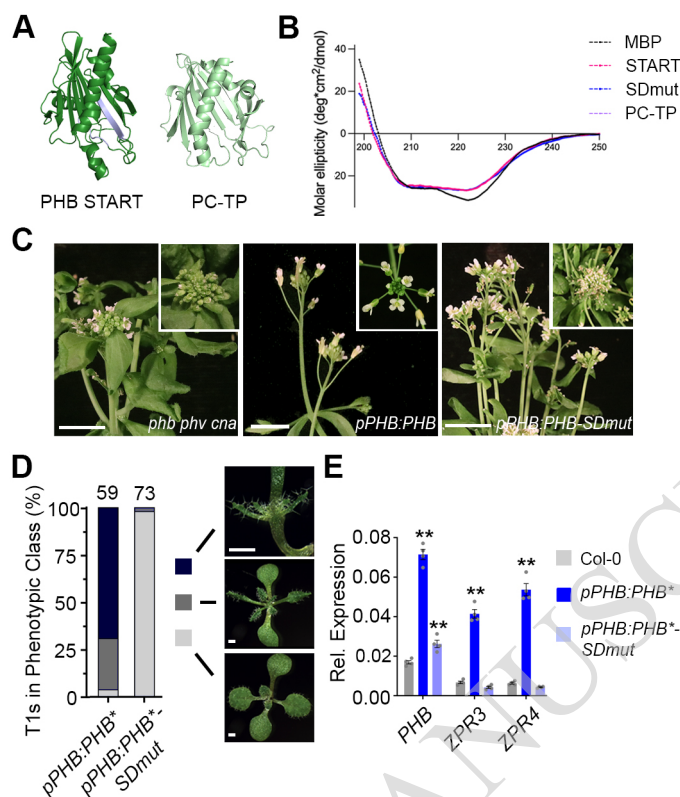 A
PHB START
PC-TP
B
Molar ellipticity (deg*cm2/dmol)
40
20
0
20
200
210
220
230
240
250
MBP
START
SDmut
PC-TP
C
phb phv cna
pPHB:PHB
pPHB:PHB-SDmut
D
T1s in Phenotypic Class (%)
100
75
50
25
0
59
73
pPHB:PHB*
pPHB:PHB*-
SDmut
E
Rel. Expression
0.08
0.06
0.04
0.02
0.00
**
**
**
**
PHB
ZPR3
ZPR4
Col-0
pPHB:PHB*
pPHB:PHB*-
SDmut